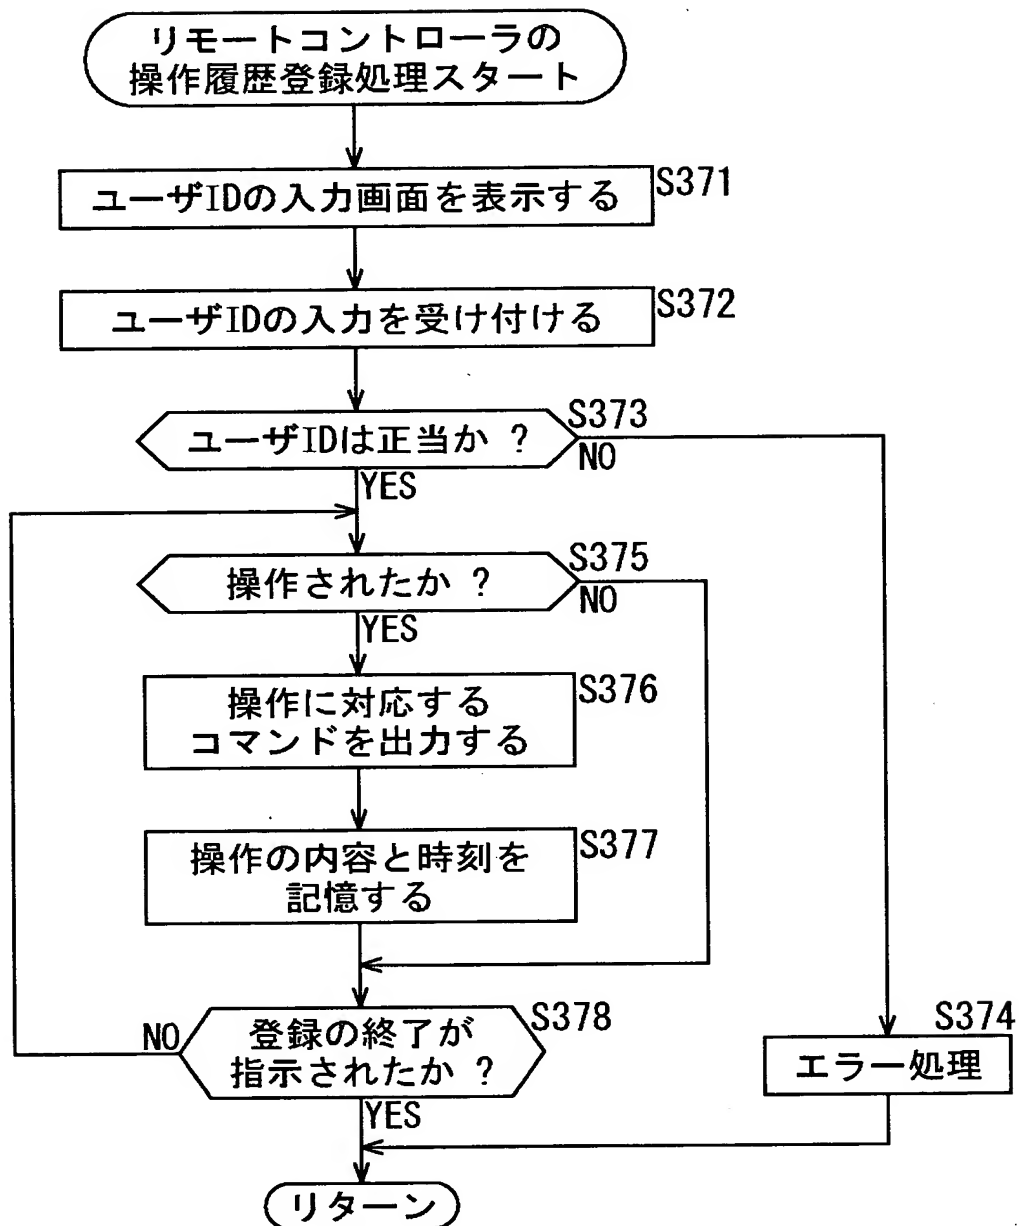 リモートコントローラの
操作履歴登録処理スタート
ユーザIDの入力画面を表示する
S371
ユーザIDの入力を受け付ける
S372
ユーザIDは正当か ?
S373
NO
YES
操作されたか ?
S375
NO
YES
操作に対応する
コマンドを出力する
S376
操作の内容と時刻を
記憶する
S377
登録の終了が
指示されたか ?
S378
NO
YES
S374
エラー処理
リターン